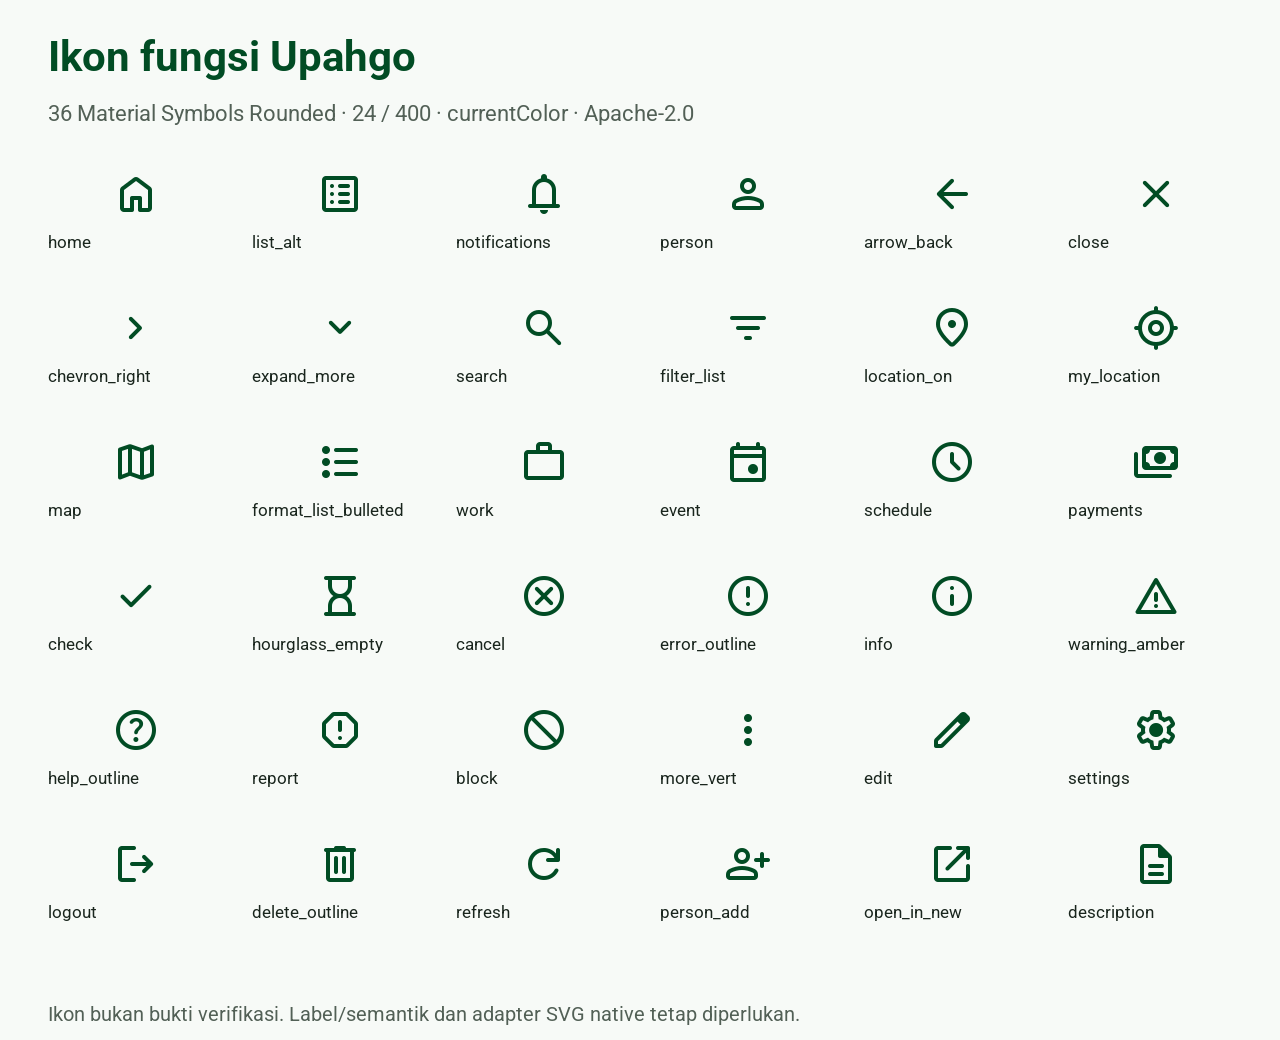 Ikon fungsi Upahgo
36 Material Symbols Rounded · 24 / 400 · currentColor · Apache-2.0
home list_alt notifications person arrow_back close
chevron_right expand_more search filter_list location_on my_location
map format_list_bulleted work event schedule payments
check hourglass_empty cancel error_outline info warning_amber
help_outline report block more_vert edit settings
logout delete_outline refresh person_add open_in_new description
Ikon bukan bukti verifikasi. Label/semantik dan adapter SVG native tetap diperlukan.